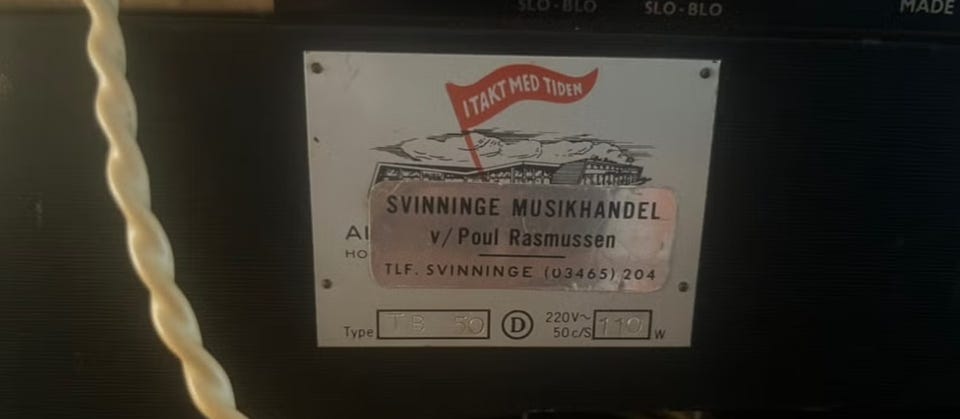 SLO-BLO SLO-BLO MADE
I TAKT MED TIDEN
SVINNINGE MUSIKHANDEL
v/Poul Rasmussen
TLF. SVINNINGE (03465) 204
Type TB 50 D 220V~ 50c/S 110 W